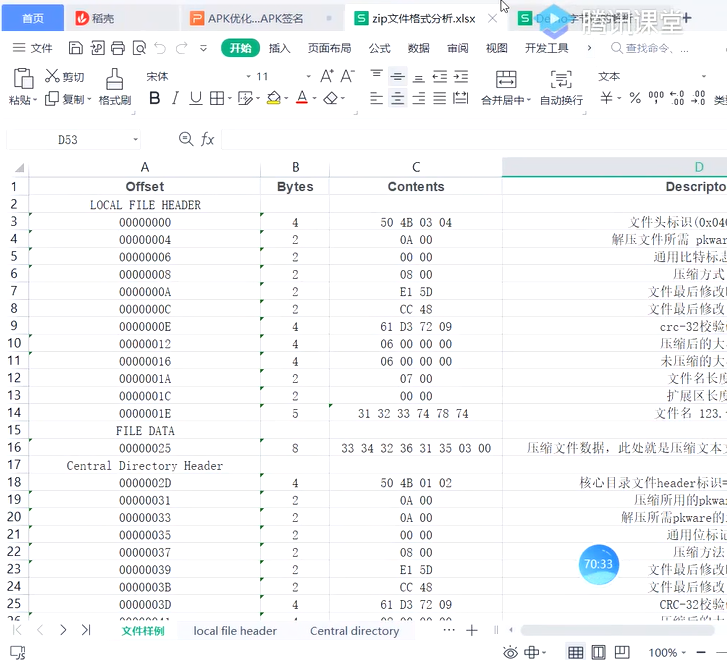 首页 稻壳 APK优化...APK签名 zip文件格式分析.xlsx
腾讯课堂
文件 开始 插入 页面布局 公式 数据 审阅 视图 开发工具 查找命令、...
粘贴 剪切 复制 格式刷 宋体 11 合并居中 自动换行 文本
B I U A
D53 fx
A B C D
1 Offset Bytes Contents Descripto
2 LOCAL FILE HEADER
3 00000000 4 50 4B 03 04 文件头标识(0x04
4 00000004 2 0A 00 解压文件所需 pkwar
5 00000006 2 00 00 通用比特标志
6 00000008 2 08 00 压缩方式
7 0000000A 2 E1 5D 文件最后修改
8 0000000C 2 CC 48 文件最后修改
9 0000000E 4 61 D3 72 09 crc-32校验
10 00000012 4 06 00 00 00 压缩后的大
11 00000016 4 06 00 00 00 未压缩的大
12 0000001A 2 07 00 文件名长度
13 0000001C 2 00 00 扩展区长度
14 0000001E 5 31 32 33 74 78 74 文件名 123.
15 FILE DATA
16 00000025 8 33 34 32 36 31 35 03 00 压缩文件数据，此处就是压缩文本文
17 Central Directory Header
18 0000002D 4 50 4B 01 02 核心目录文件header标识=
19 00000031 2 0A 00 压缩所用的pkwa
20 00000033 2 0A 00 解压所需pkware的
21 00000035 2 00 00 通用位标记
22 00000037 2 08 00 压缩方法
23 00000039 2 E1 5D 文件最后修改
24 0000003B 2 CC 48 文件最后修改
25 0000003D 4 61 D3 72 09 CRC-32校验
70:33
文件样例 local file header Central directory ... +
100%